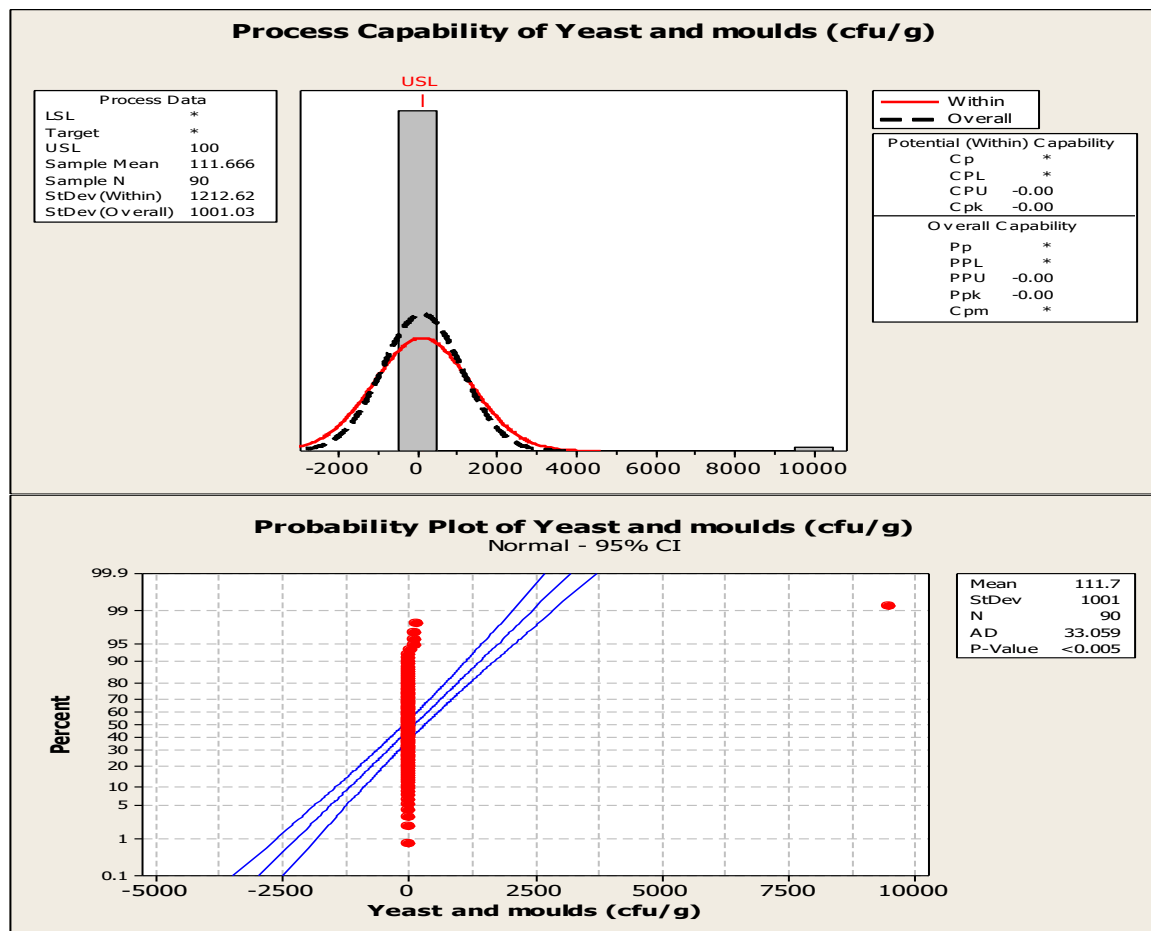 Process Capability of Yeast and moulds (cfu/g)
USL
Process Data
LSL *
Target *
USL 100
Sample Mean 111.666
Sample N 90
StDev(Within) 1212.62
StDev(Overall) 1001.03
Within
Overall
Potential (Within) Capability
Cp *
CPL *
CPU -0.00
Cpk -0.00
Overall Capability
Pp *
PPL *
PPU -0.00
Ppk -0.00
Cpm *
-2000 0 2000 4000 6000 8000 10000
Probability Plot of Yeast and moulds (cfu/g)
Normal - 95% CI
Mean 111.7
StDev 1001
N 90
AD 33.059
P-Value <0.005
Percent
99.9
99
95
90
80
70
60
50
40
30
20
10
5
1
0.1
-5000 -2500 0 2500 5000 7500 10000
Yeast and moulds (cfu/g)